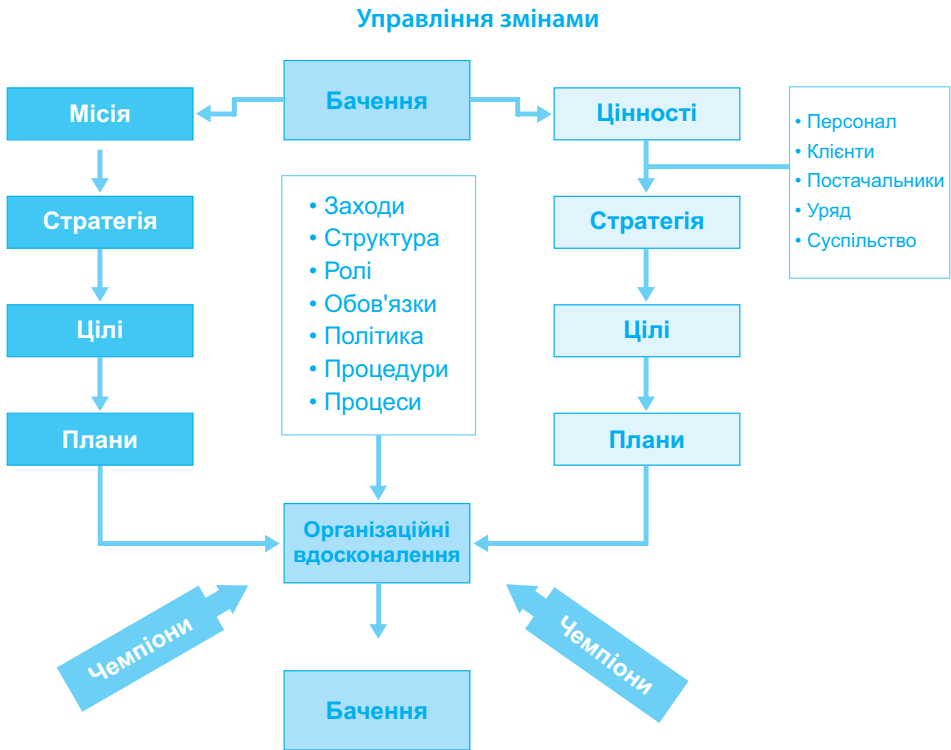 Управління змінами
Бачення
Місія
Цінності
• Персонал
• Клієнти
• Постачальники
• Уряд
• Суспільство
• Заходи
• Структура
• Ролі
• Обов'язки
• Політика
• Процедури
• Процеси
Стратегія
Стратегія
Цілі
Цілі
Плани
Плани
Організаційні
вдосконалення
Чемпіони
Чемпіони
Бачення